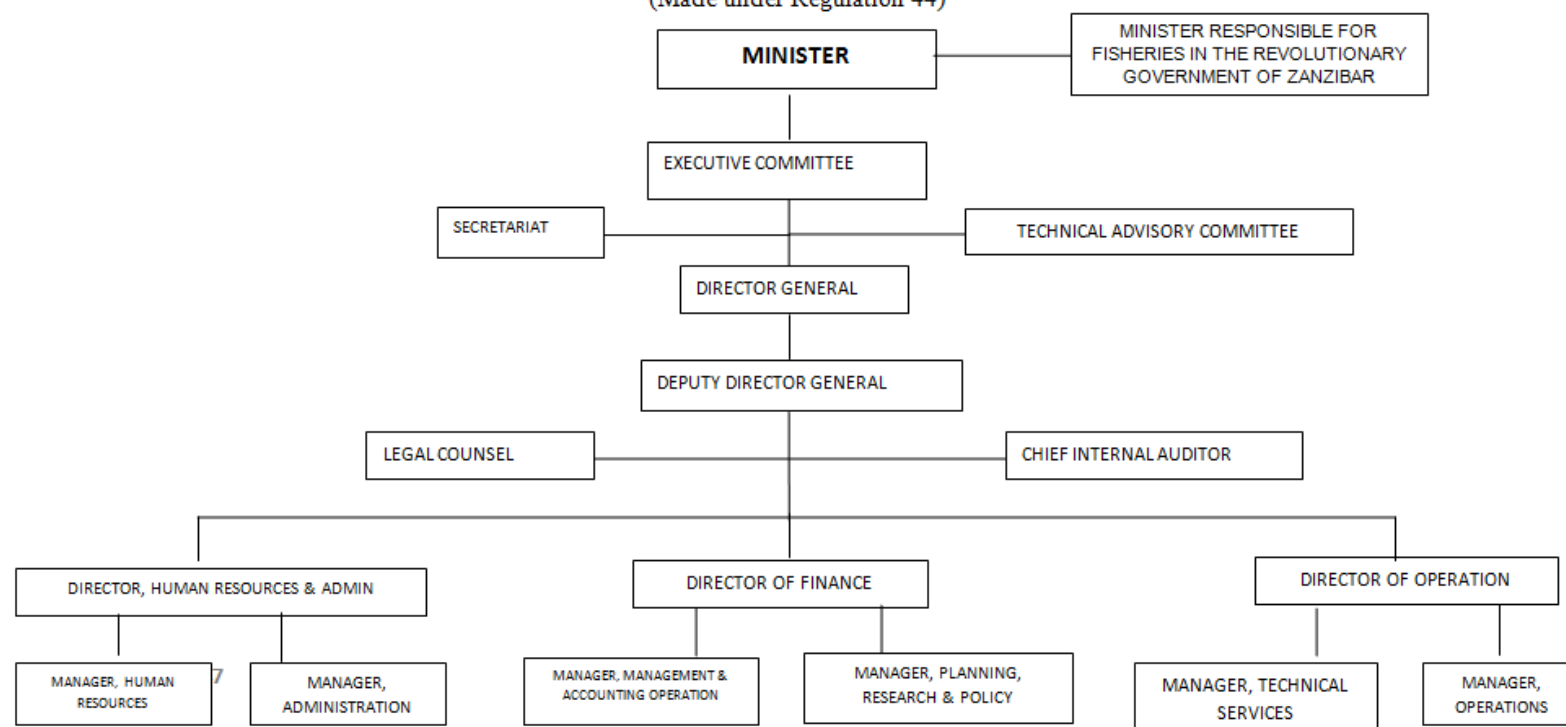 (Made under Regulation 44)
MINISTER
MINISTER RESPONSIBLE FOR
FISHERIES IN THE REVOLUTIONARY
GOVERNMENT OF ZANZIBAR
EXECUTIVE COMMITTEE
SECRETARIAT
TECHNICAL ADVISORY COMMITTEE
DIRECTOR GENERAL
DEPUTY DIRECTOR GENERAL
LEGAL COUNSEL
CHIEF INTERNAL AUDITOR
DIRECTOR, HUMAN RESOURCES & ADMIN
DIRECTOR OF FINANCE
DIRECTOR OF OPERATION
MANAGER, HUMAN
RESOURCES
7
MANAGER,
ADMINISTRATION
MANAGER, MANAGEMENT &
ACCOUNTING OPERATION
MANAGER, PLANNING,
RESEARCH & POLICY
MANAGER, TECHNICAL
SERVICES
MANAGER,
OPERATIONS